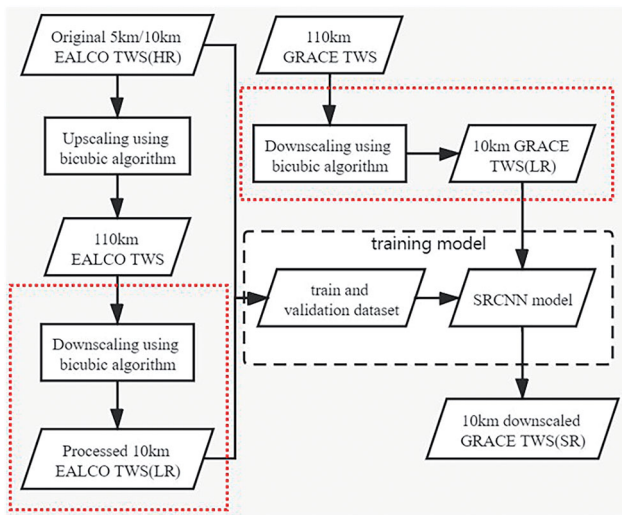 Original 5km/10km
EALCO TWS(HR)
Upscaling using
bicubic algorithm
110km
EALCO TWS
Downscaling using
bicubic algorithm
Processed 10km
EALCO TWS(LR)
110km
GRACE TWS
Downscaling using
bicubic algorithm
10km GRACE
TWS(LR)
training model
train and
validation dataset
SRCNN model
10km downscaled
GRACE TWS(SR)